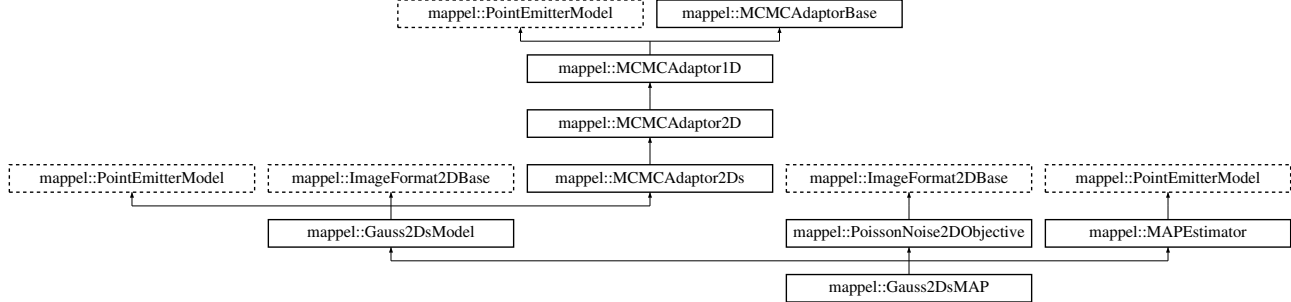 mappel::PointEmitterModel mappel::MCMCAdaptorBase
mappel::MCMCAdaptor1D
mappel::MCMCAdaptor2D
mappel::PointEmitterModel mappel::ImageFormat2DBase mappel::MCMCAdaptor2Ds mappel::ImageFormat2DBase mappel::PointEmitterModel
mappel::Gauss2DsModel mappel::PoissonNoise2DObjective mappel::MAPEstimator
mappel::Gauss2DsMAP